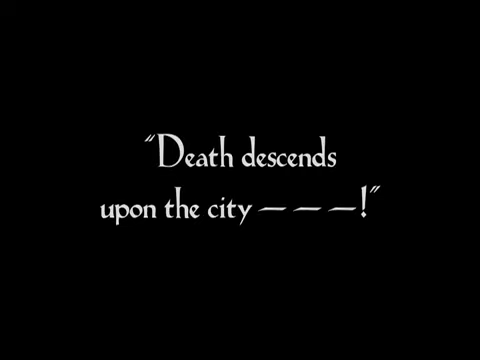 "Death descends
upon the city — — —!"